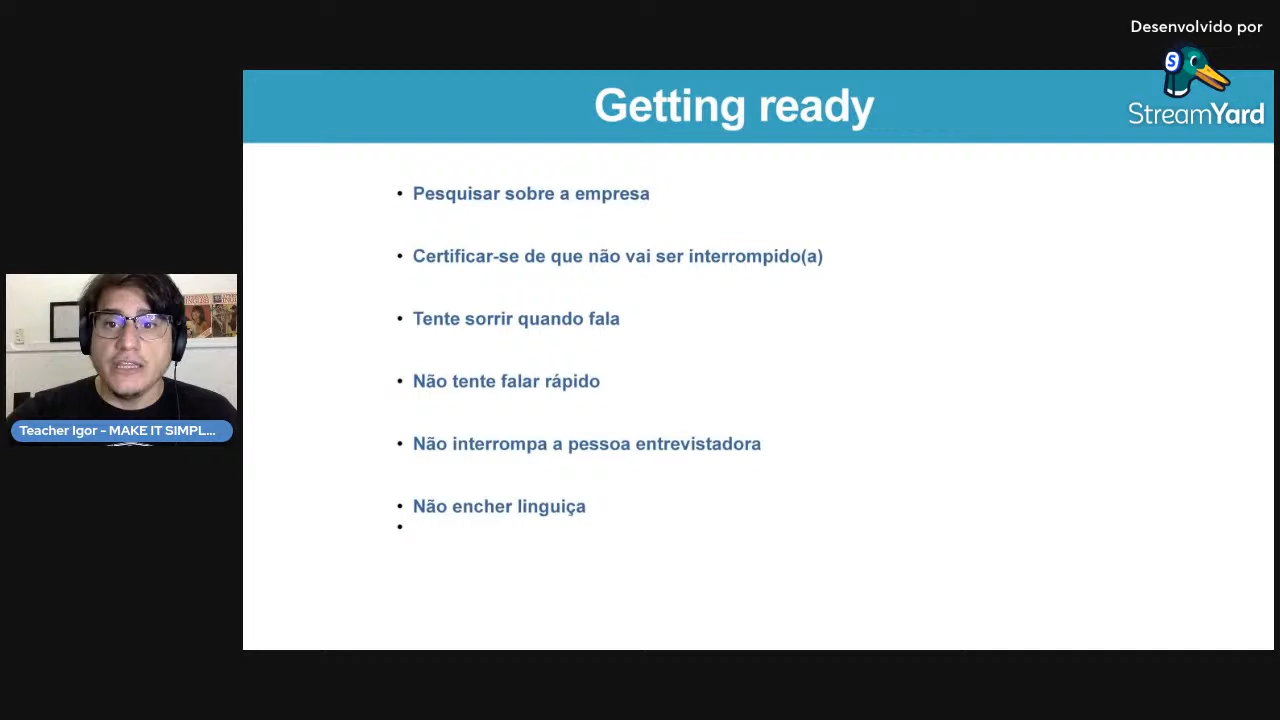 Desenvolvido por
StreamYard
Getting ready
• Pesquisar sobre a empresa
• Certificar-se de que não vai ser interrompido(a)
• Tente sorrir quando fala
• Não tente falar rápido
• Não interrompa a pessoa entrevistadora
• Não encher linguiça
•
Teacher Igor - MAKE IT SIMPL...